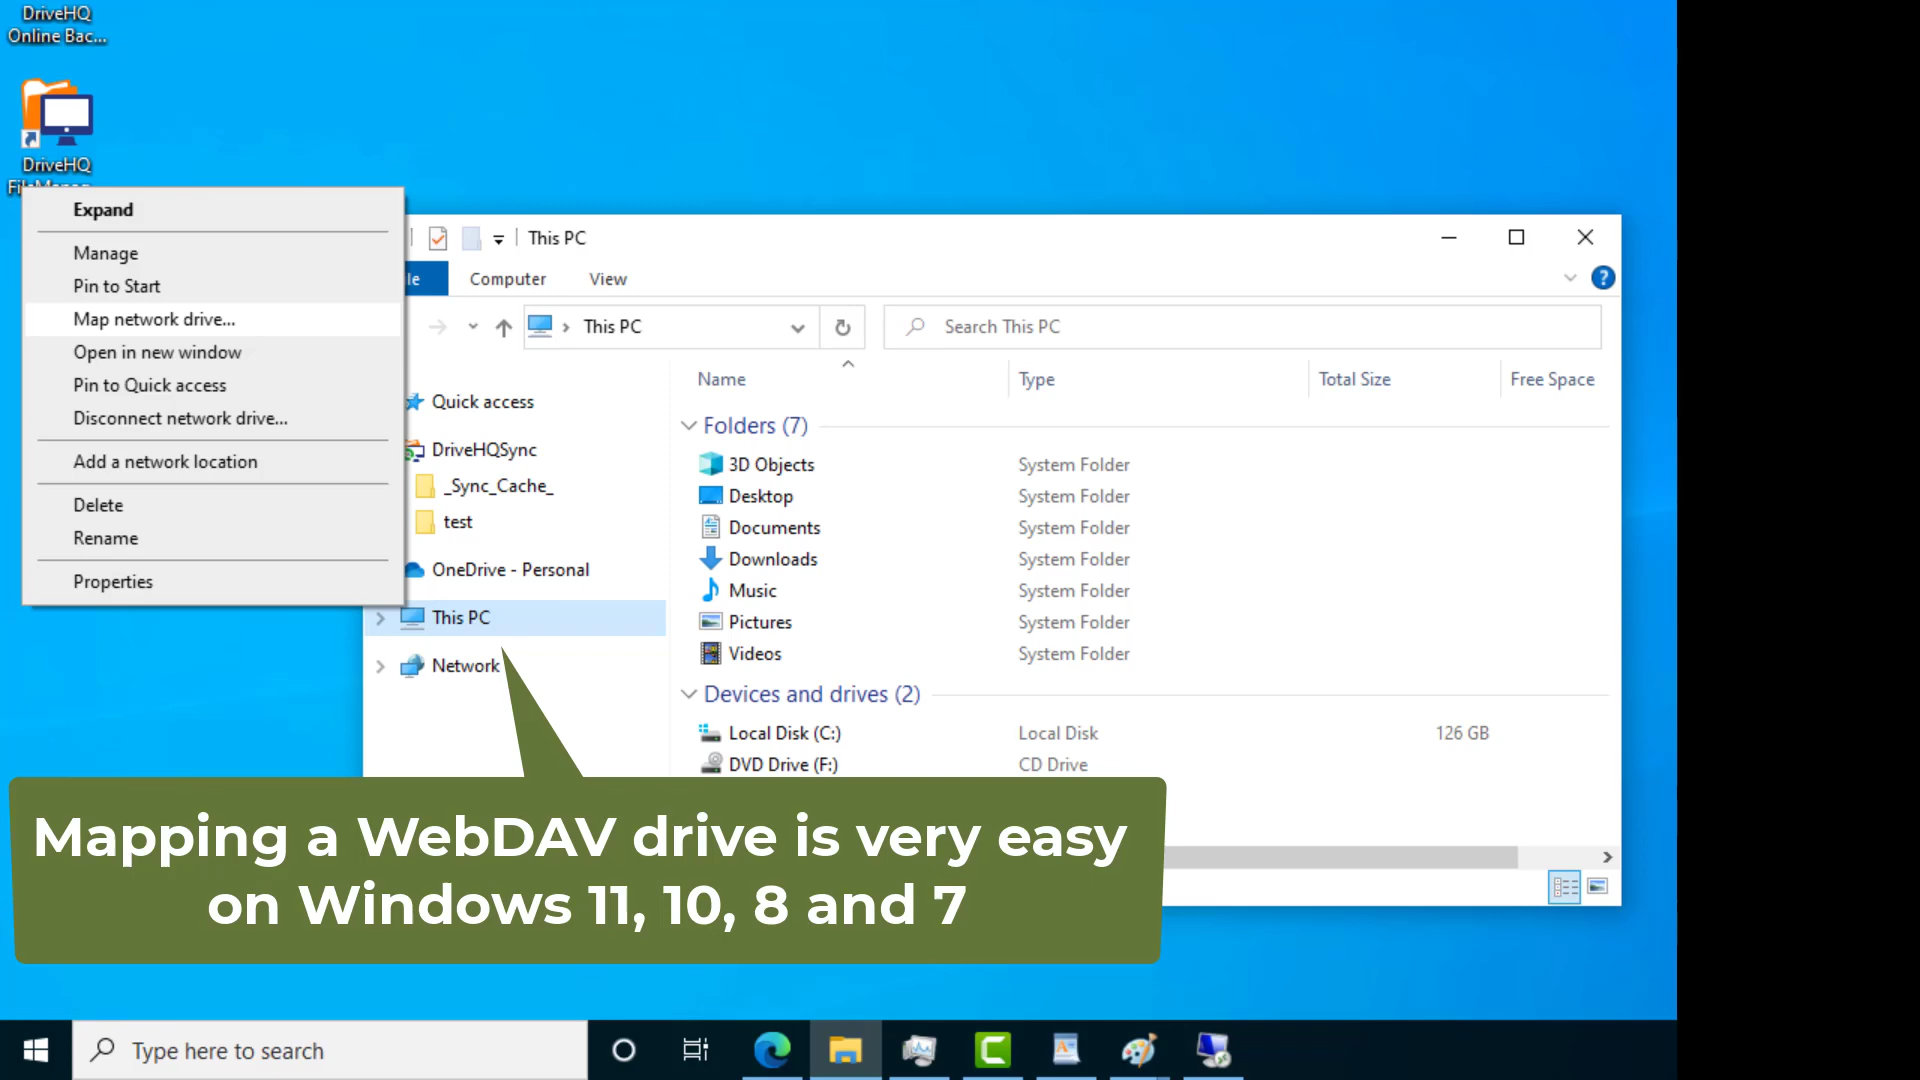 DriveHQ
Online Bac...
DriveHQ
Expand
Manage
Pin to Start
Map network drive...
Open in new window
Pin to Quick access
Disconnect network drive...
Add a network location
Delete
Rename
Properties
This PC
le
Computer
View
?
This PC
Search This PC
Quick access
DriveHQSync
_Sync_Cache_
test
OneDrive - Personal
This PC
Network
Name Type Total Size Free Space
Folders (7)
3D Objects System Folder
Desktop System Folder
Documents System Folder
Downloads System Folder
Music System Folder
Pictures System Folder
Videos System Folder
Devices and drives (2)
Local Disk (C:) Local Disk 126 GB
DVD Drive (F:) CD Drive
Mapping a WebDAV drive is very easy
on Windows 11, 10, 8 and 7
Type here to search